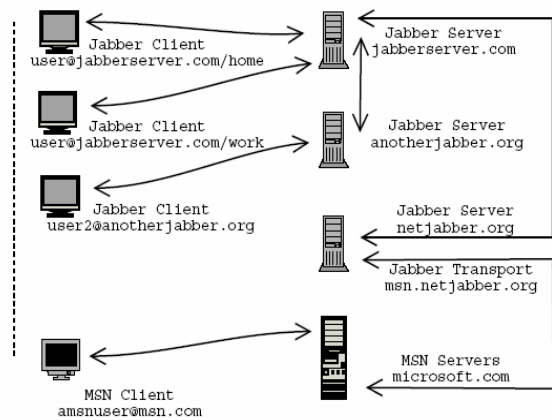 Jabber Client
user@jabberserver.com/home
Jabber Server
jabberserver.com
Jabber Client
user@jabberserver.com/work
Jabber Server
anotherjabber.org
Jabber Client
user2@anotherjabber.org
Jabber Server
netjabber.org
Jabber Transport
msn.netjabber.org
MSN Client
amsnuser@msn.com
MSN Servers
microsoft.com